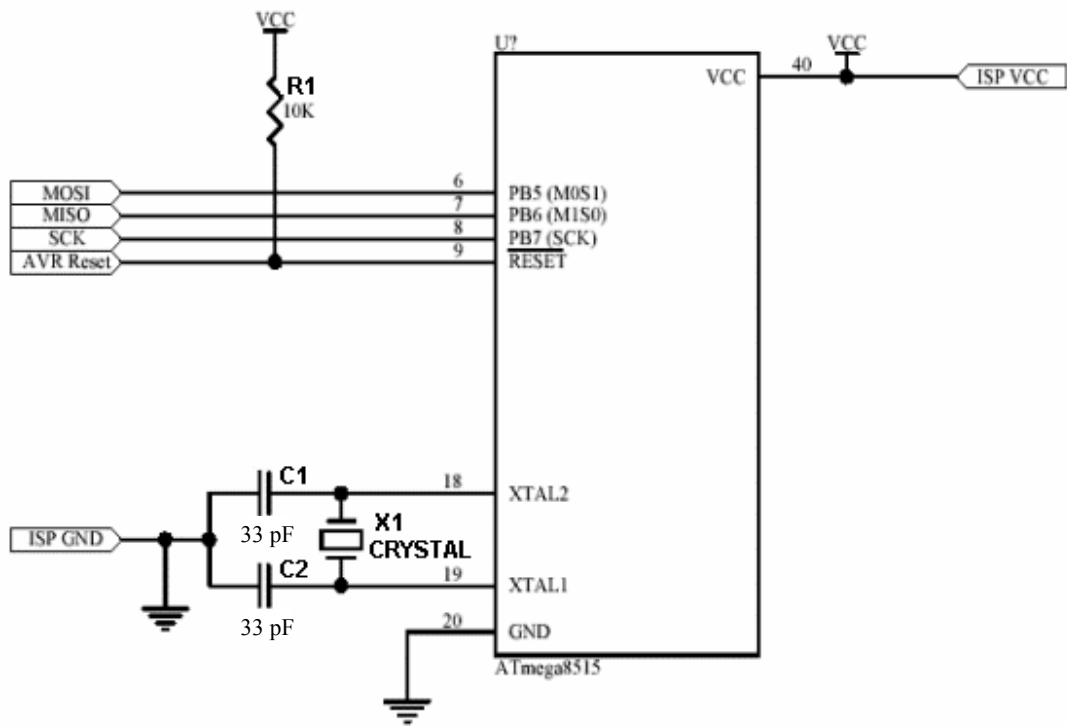 VCC
R1
10K
U?
VCC
40
VCC
ISP VCC
MOSI
6
PB5 (M0S1)
MISO
7
PB6 (M1S0)
SCK
8
PB7 (SCK)
AVR Reset
9
RESET
C1
33 pF
18
XTAL2
ISP GND
X1
CRYSTAL
C2
33 pF
19
XTAL1
20
GND
ATmega8515